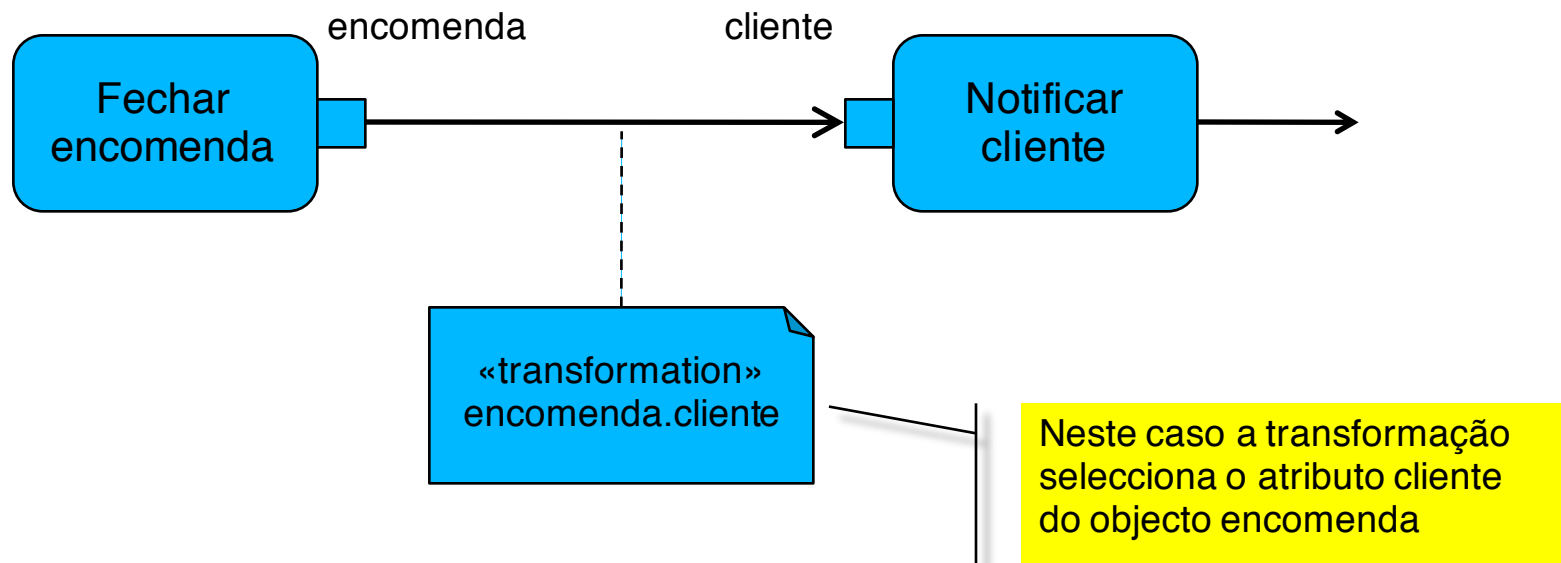 encomenda
cliente
Fechar
encomenda
Notificar
cliente
«transformation»
encomenda.cliente
Neste caso a transformação
selecciona o atributo cliente
do objecto encomenda